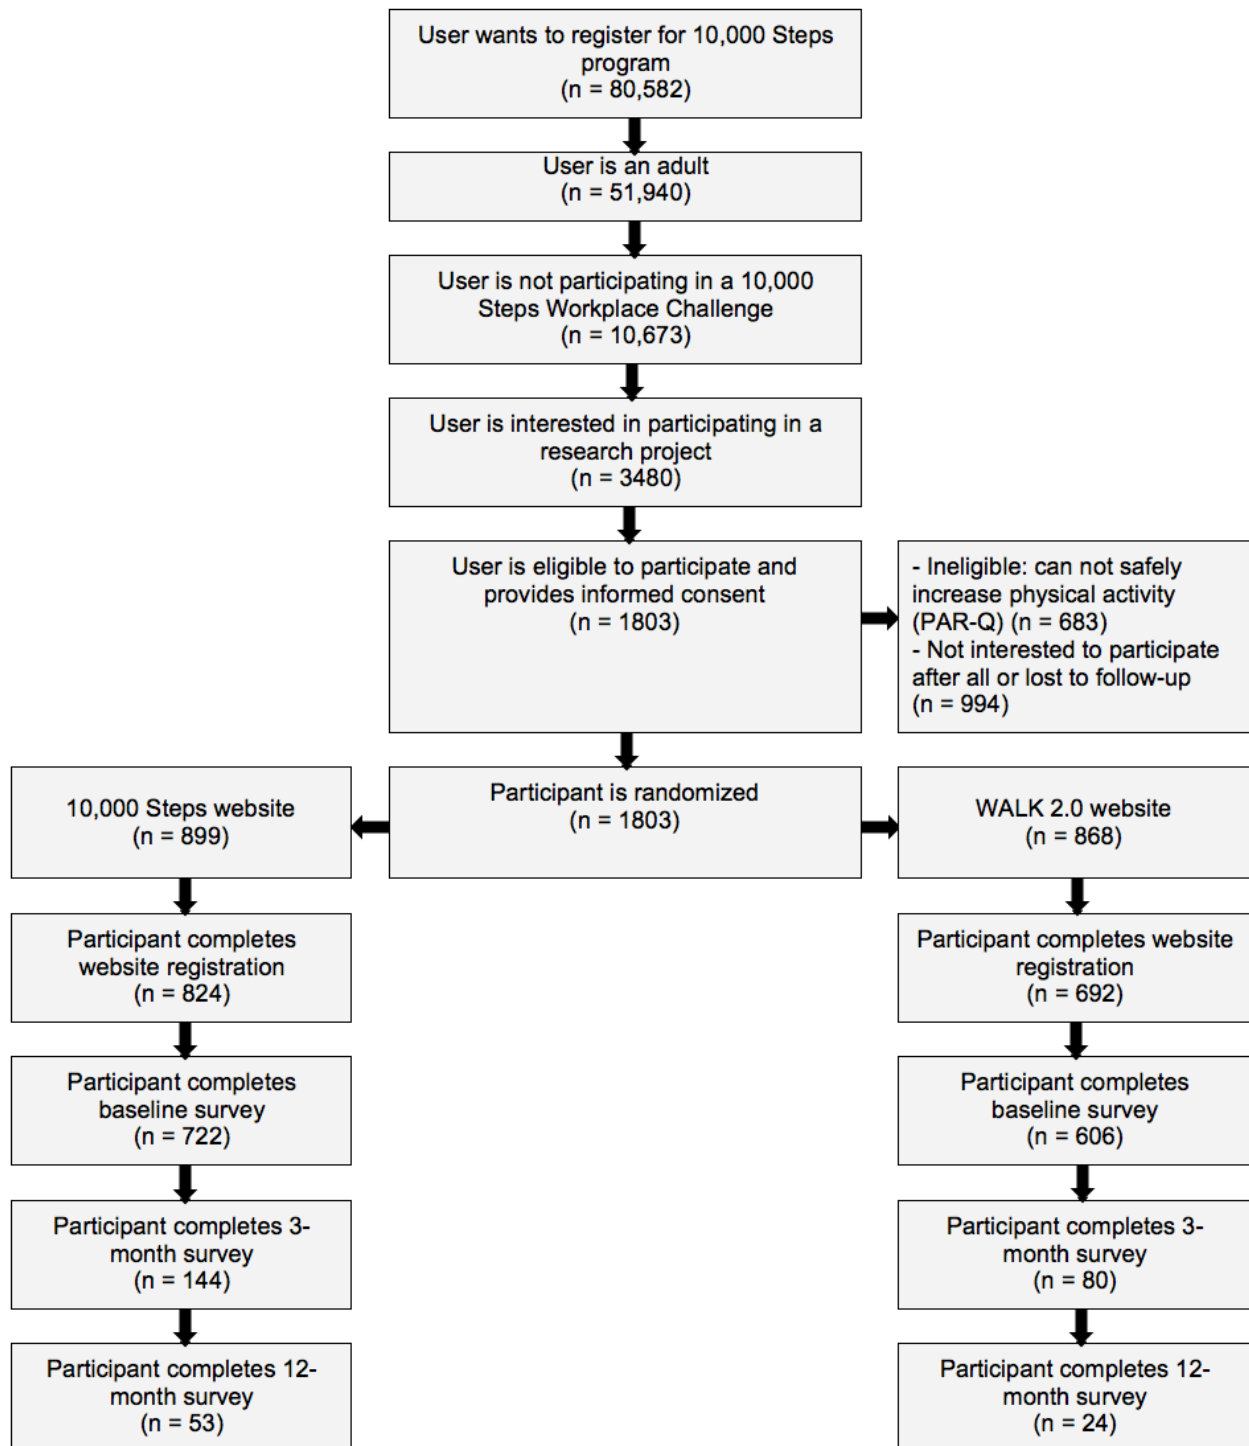 User wants to register for 10,000 Steps
program
(n = 80,582)
User is an adult
(n = 51,940)
User is not participating in a 10,000
Steps Workplace Challenge
(n = 10,673)
User is interested in participating in a
research project
(n = 3480)
User is eligible to participate and
provides informed consent
(n = 1803)
- Ineligible: can not safely
increase physical activity
(PAR-Q) (n = 683)
- Not interested to participate
after all or lost to follow-up
(n = 994)
Participant is randomized
(n = 1803)
10,000 Steps website
(n = 899)
WALK 2.0 website
(n = 868)
Participant completes
website registration
(n = 824)
Participant completes website
registration
(n = 692)
Participant completes
baseline survey
(n = 722)
Participant completes
baseline survey
(n = 606)
Participant completes 3-
month survey
(n = 144)
Participant completes 3-
month survey
(n = 80)
Participant completes 12-
month survey
(n = 53)
Participant completes 12-
month survey
(n = 24)